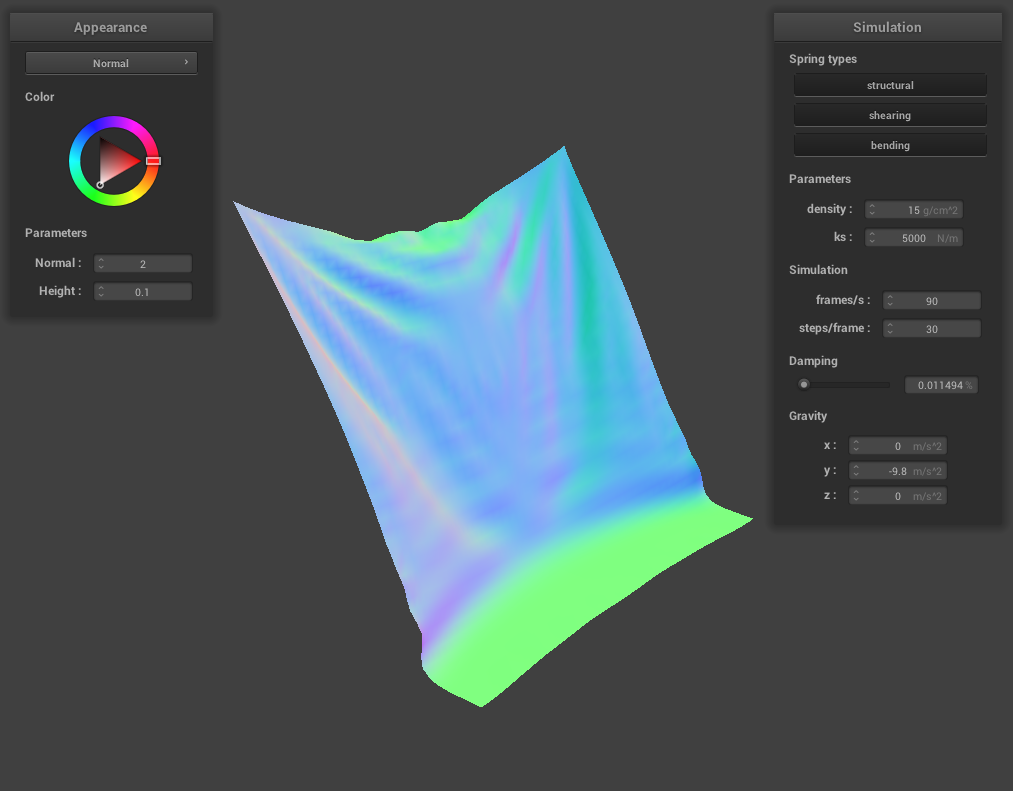 Appearance
Normal ›
Color
Parameters
Normal : 2
Height : 0.1
Simulation
Spring types
structural
shearing
bending
Parameters
density : 15 g/cm^2
ks : 5000 N/m
Simulation
frames/s : 90
steps/frame : 30
Damping
0.011494 %
Gravity
x : 0 m/s^2
y : -9.8 m/s^2
z : 0 m/s^2